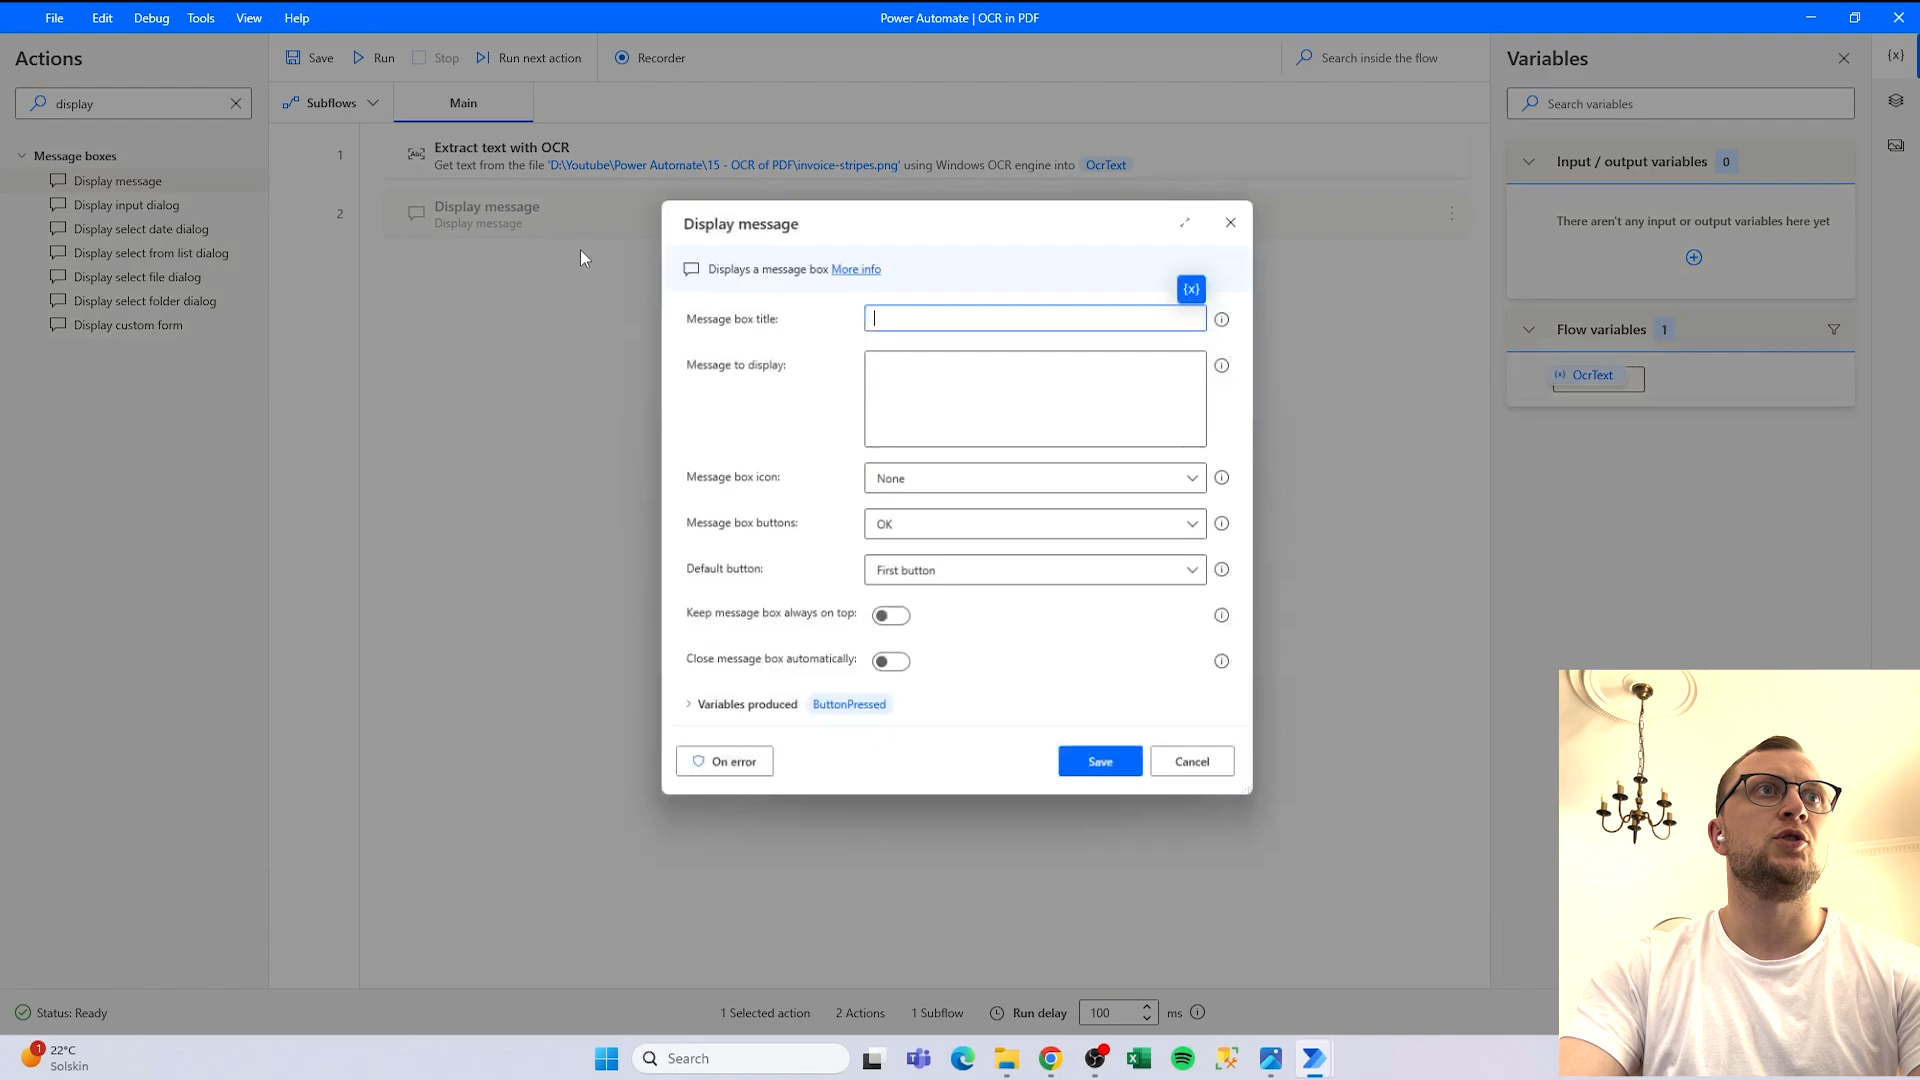 File Edit Debug Tools View Help
Power Automate | OCR in PDF
Actions
display
Message boxes
Display message
Display input dialog
Display select date dialog
Display select from list dialog
Display select file dialog
Display select folder dialog
Display custom form
Save Run Stop Run next action Recorder
Search inside the flow
Subflows Main
1
Extract text with OCR
Get text from the file 'D:\Youtube\Power Automate\15 - OCR of PDF\invoice-stripes.png' using Windows OCR engine into OcrText
2
Display message
Display message
Display message
Displays a message box More info
{x}
Message box title:
Message to display:
Message box icon: None
Message box buttons: OK
Default button: First button
Keep message box always on top:
Close message box automatically:
Variables produced ButtonPressed
On error Save Cancel
Variables
{x}
Search variables
Input / output variables 0
There aren't any input or output variables here yet
Flow variables 1
(x) OcrText
Status: Ready
1 Selected action 2 Actions 1 Subflow Run delay 100 ms
1
22°C
Solskin
Search